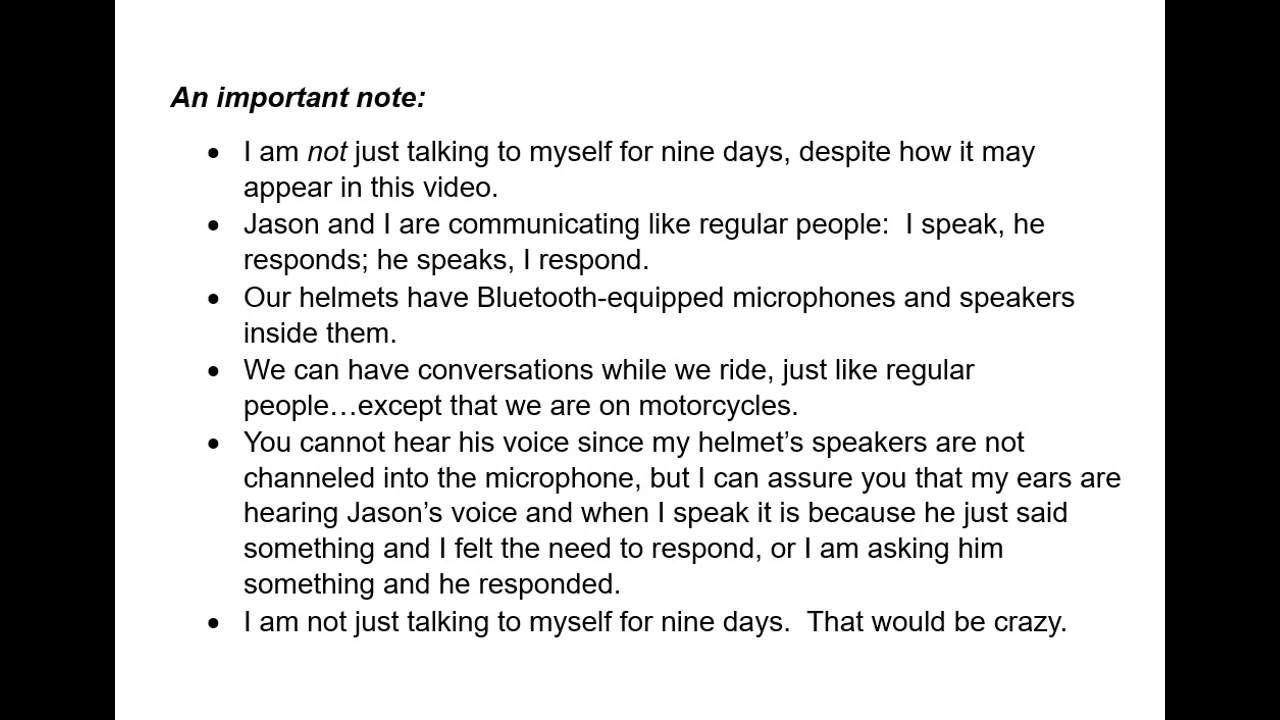 An important note:
• I am not just talking to myself for nine days, despite how it may
appear in this video.
• Jason and I are communicating like regular people:  I speak, he
responds; he speaks, I respond.
• Our helmets have Bluetooth-equipped microphones and speakers
inside them.
• We can have conversations while we ride, just like regular
people…except that we are on motorcycles.
• You cannot hear his voice since my helmet’s speakers are not
channeled into the microphone, but I can assure you that my ears are
hearing Jason’s voice and when I speak it is because he just said
something and I felt the need to respond, or I am asking him
something and he responded.
• I am not just talking to myself for nine days.  That would be crazy.